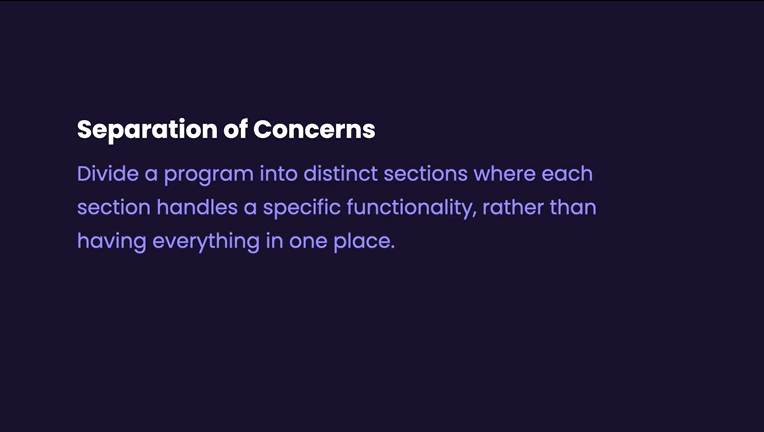 Separation of Concerns
Divide a program into distinct sections where each
section handles a specific functionality, rather than
having everything in one place.